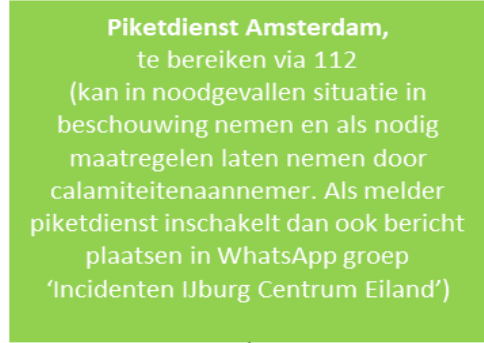 Piketdienst Amsterdam,
te bereiken via 112
(kan in noodgevallen situatie in
beschouwing nemen en als nodig
maatregelen laten nemen door
calamiteitenaannemer. Als melder
piketdienst inschakelt dan ook bericht
plaatsen in WhatsApp groep
‘Incidenten IJburg Centrum Eiland’)